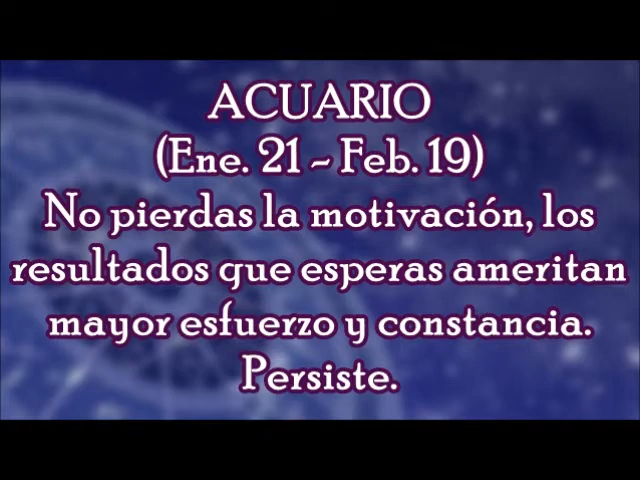 ACUARIO
(Ene. 21 - Feb. 19)
No pierdas la motivación, los
resultados que esperas ameritan
mayor esfuerzo y constancia.
Persiste.